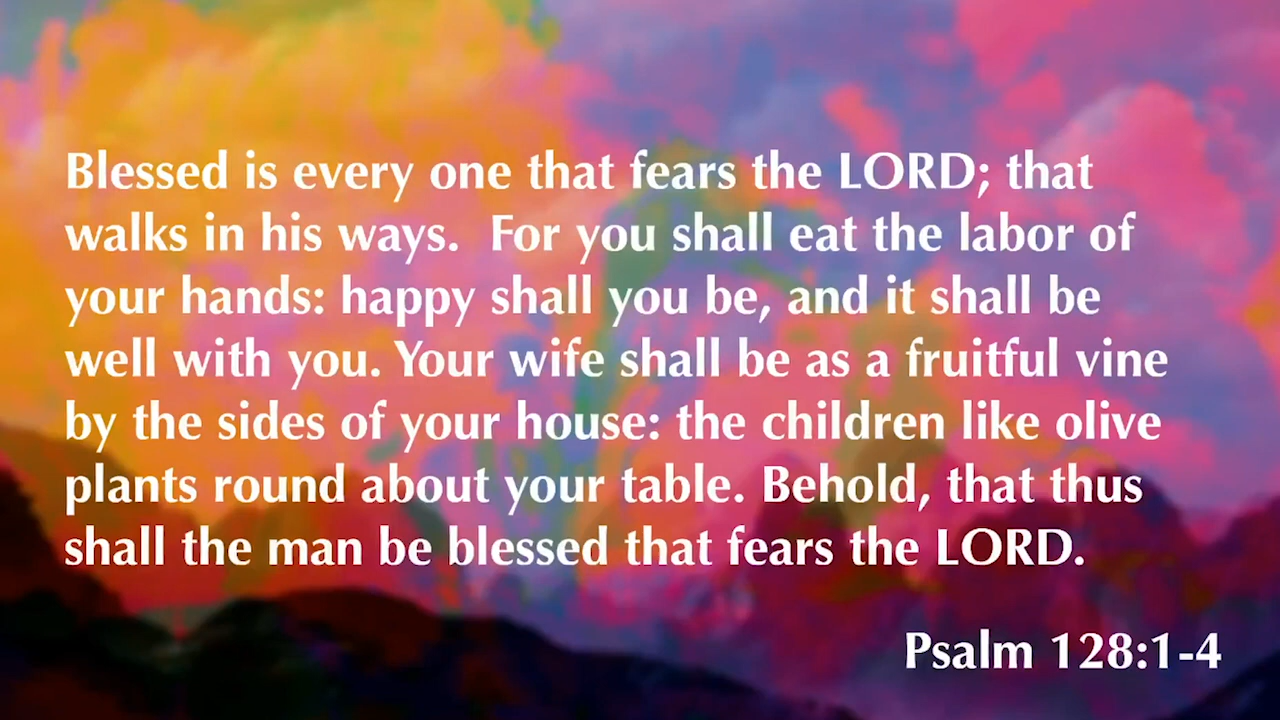 Blessed is every one that fears the LORD; that
walks in his ways.  For you shall eat the labor of
your hands: happy shall you be, and it shall be
well with you. Your wife shall be as a fruitful vine
by the sides of your house: the children like olive
plants round about your table. Behold, that thus
shall the man be blessed that fears the LORD.
Psalm 128:1-4